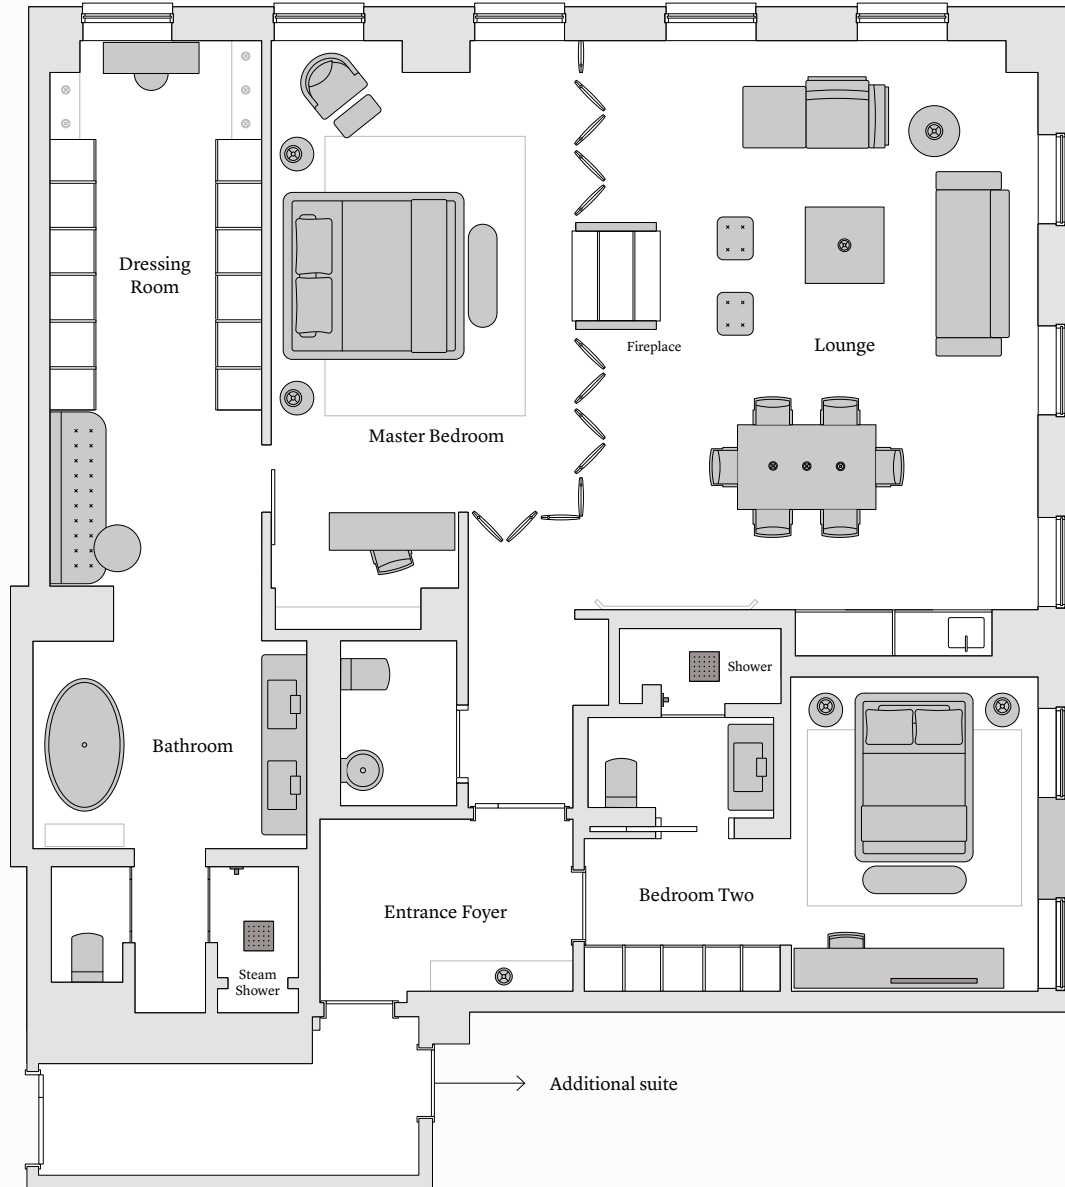 Dressing
Room
Fireplace
Lounge
Master Bedroom
Shower
Bathroom
Bedroom Two
Entrance Foyer
Steam
Shower
Additional suite